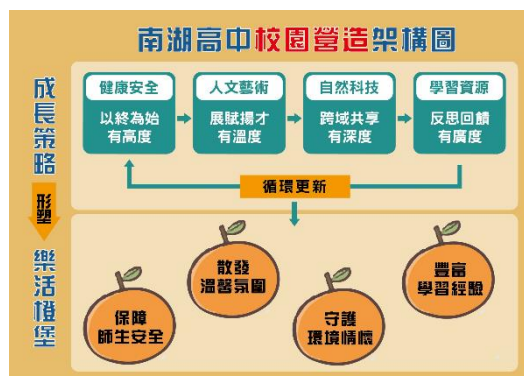 南湖高中校園營造架構圖
成長策略
健康安全
以終為始
有高度
人文藝術
展賦揚才
有溫度
自然科技
跨域共享
有深度
學習資源
反思回饋
有廣度
循環更新
形塑
樂活橙堡
保障
師生安全
散發
溫馨氛圍
守護
環境情懷
豐富
學習經驗